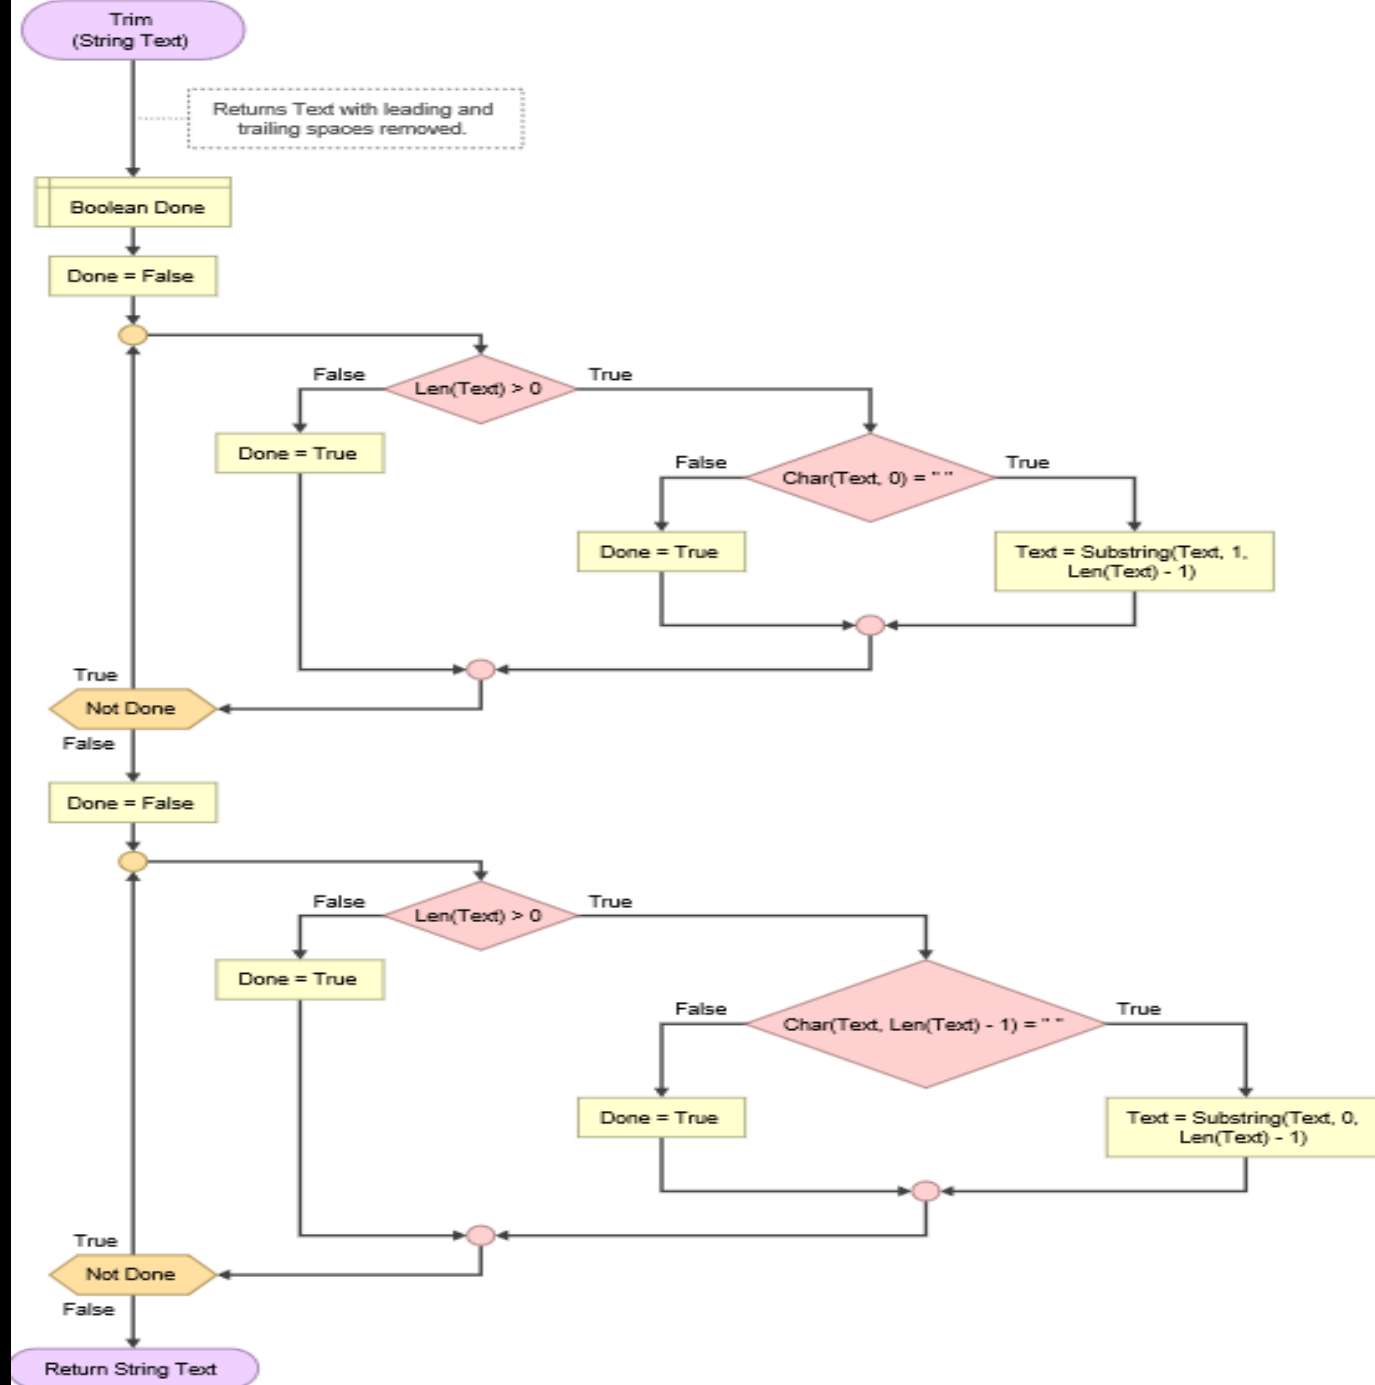 Trim
(String Text)
Returns Text with leading and
trailing spaces removed.
Boolean Done
Done = False
False
Len(Text) > 0
True
Done = True
False
Char(Text, 0) = " "
True
Done = True
Text = Substring(Text, 1,
Len(Text) - 1)
True
Not Done
False
Done = False
False
Len(Text) > 0
True
Done = True
False
Char(Text, Len(Text) - 1) = " "
True
Done = True
Text = Substring(Text, 0,
Len(Text) - 1)
True
Not Done
False
Return String Text